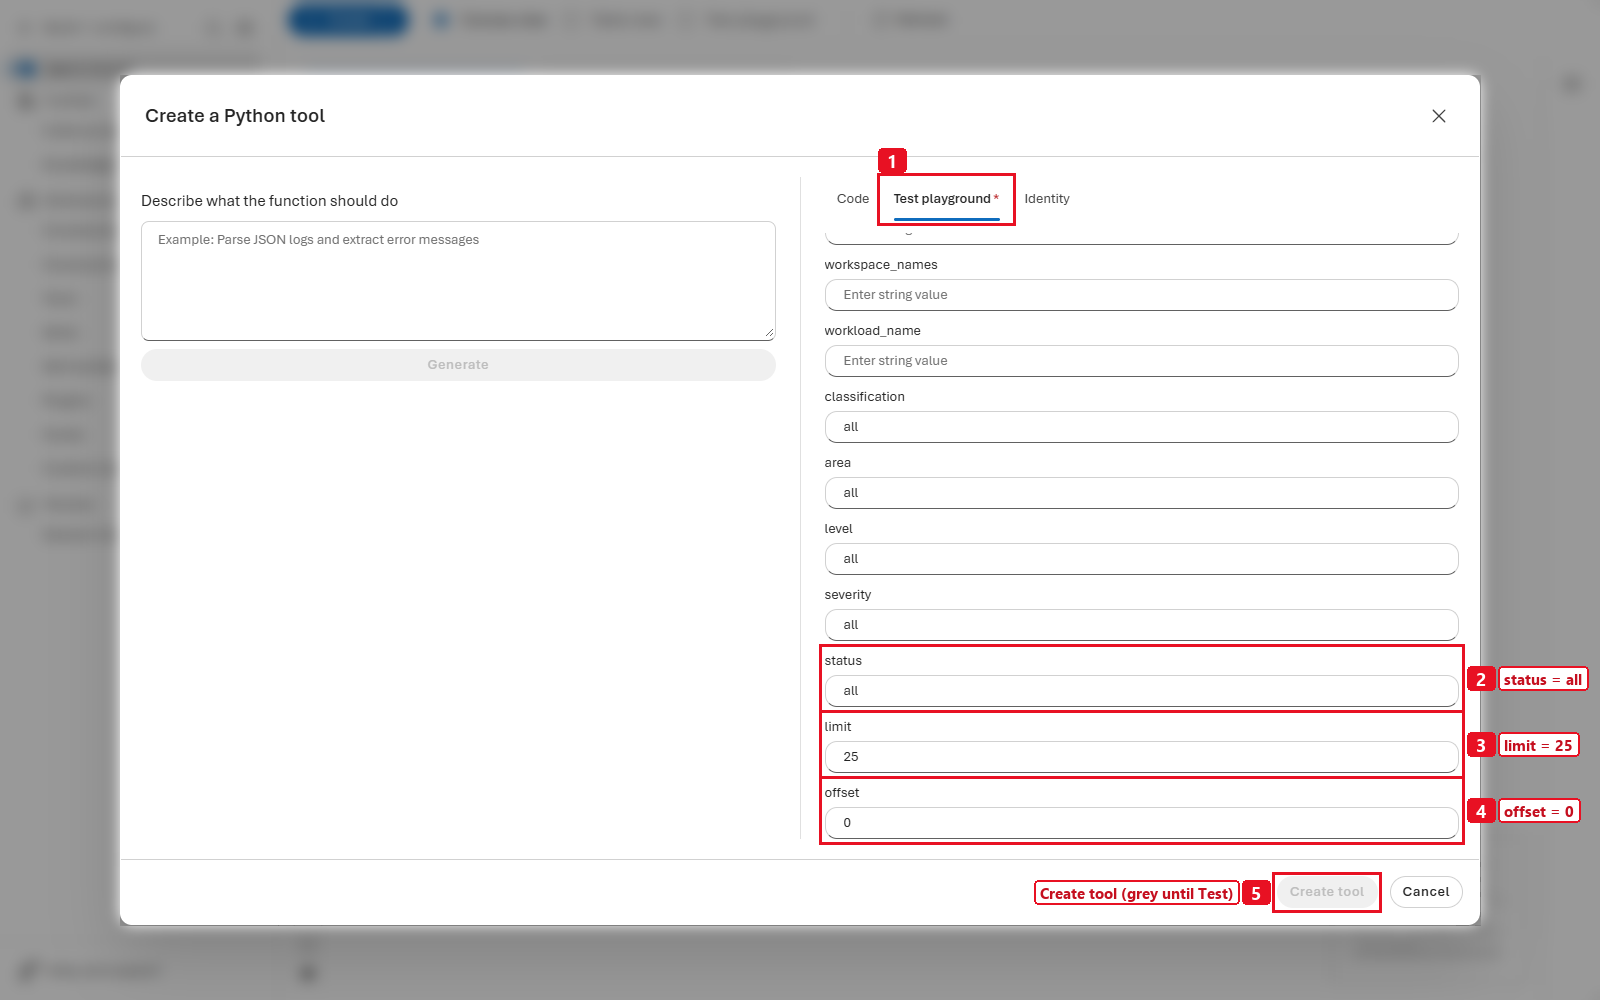 Create a Python tool
1
Describe what the function should do
Example: Parse JSON logs and extract error messages
Generate
Code
Test playground *
Identity
workspace_names
Enter string value
workload_name
Enter string value
classification
all
area
all
level
all
severity
all
status
all
2 status = all
limit
25
3 limit = 25
offset
0
4 offset = 0
Create tool (grey until Test) 5
Create tool
Cancel